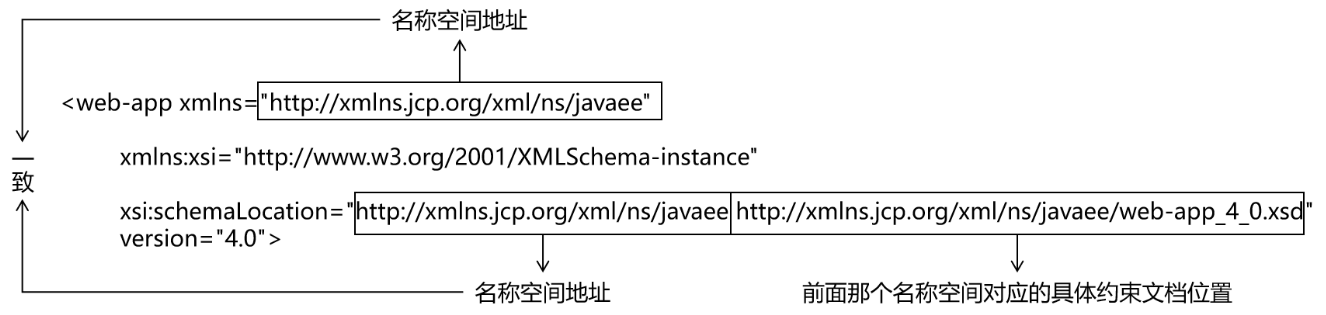 名称空间地址
<web-app xmlns="http://xmlns.jcp.org/xml/ns/javaee"
xmlns:xsi="http://www.w3.org/2001/XMLSchema-instance"
一致
xsi:schemaLocation="http://xmlns.jcp.org/xml/ns/javaee http://xmlns.jcp.org/xml/ns/javaee/web-app_4_0.xsd"
version="4.0">
名称空间地址 前面那个名称空间对应的具体约束文档位置